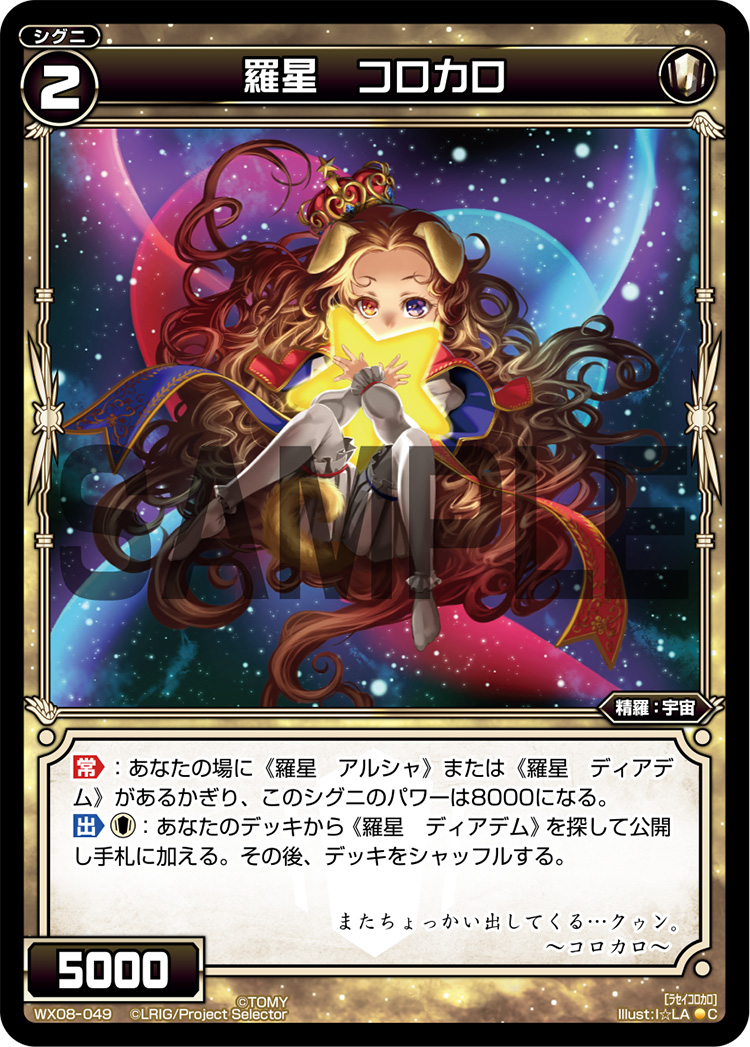 シグニ
2
羅星　コロカロ
SAMPLE
精羅：宇宙
常：あなたの場に《羅星　アルシャ》または《羅星　ディアデ
ム》があるかぎり、このシグニのパワーは8000になる。
出：あなたのデッキから《羅星　ディアデム》を探して公開
し手札に加える。その後、デッキをシャッフルする。
またちょっかい出してくる…クゥン。
～コロカロ～
5000
WX08-049 ©LRIG/Project Selector
©TOMY
[ラセイコロカロ]
Illust:I☆LA C